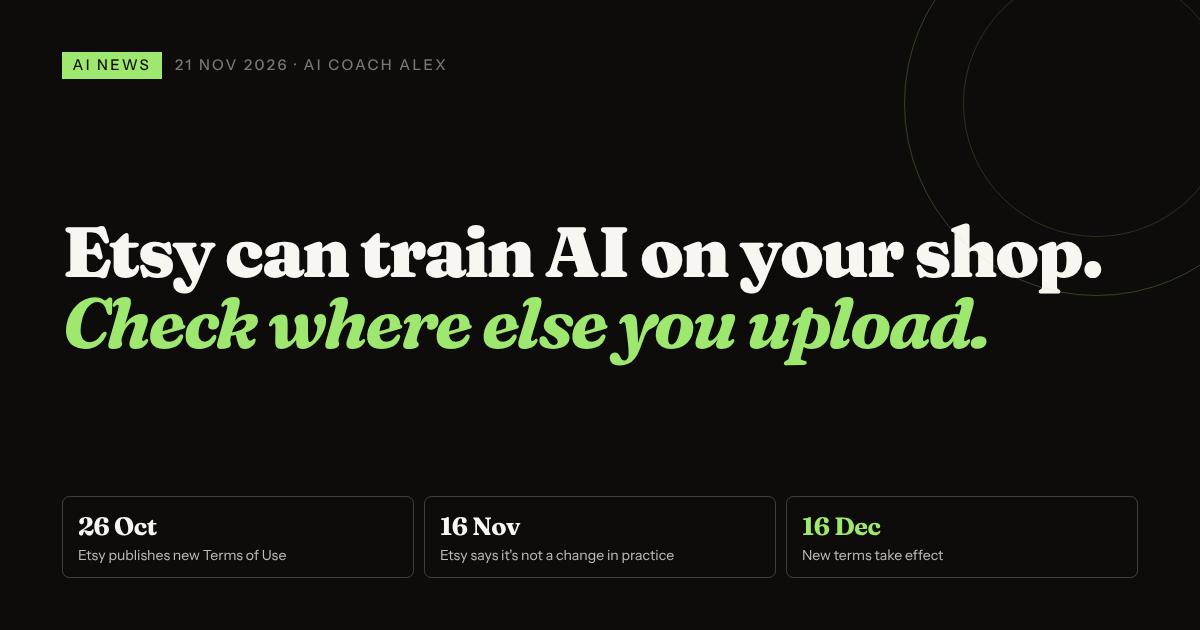 AI NEWS 21 NOV 2026 · AI COACH ALEX
Etsy can train AI on your shop.
Check where else you upload.
26 Oct
Etsy publishes new Terms of Use
16 Nov
Etsy says it's not a change in practice
16 Dec
New terms take effect